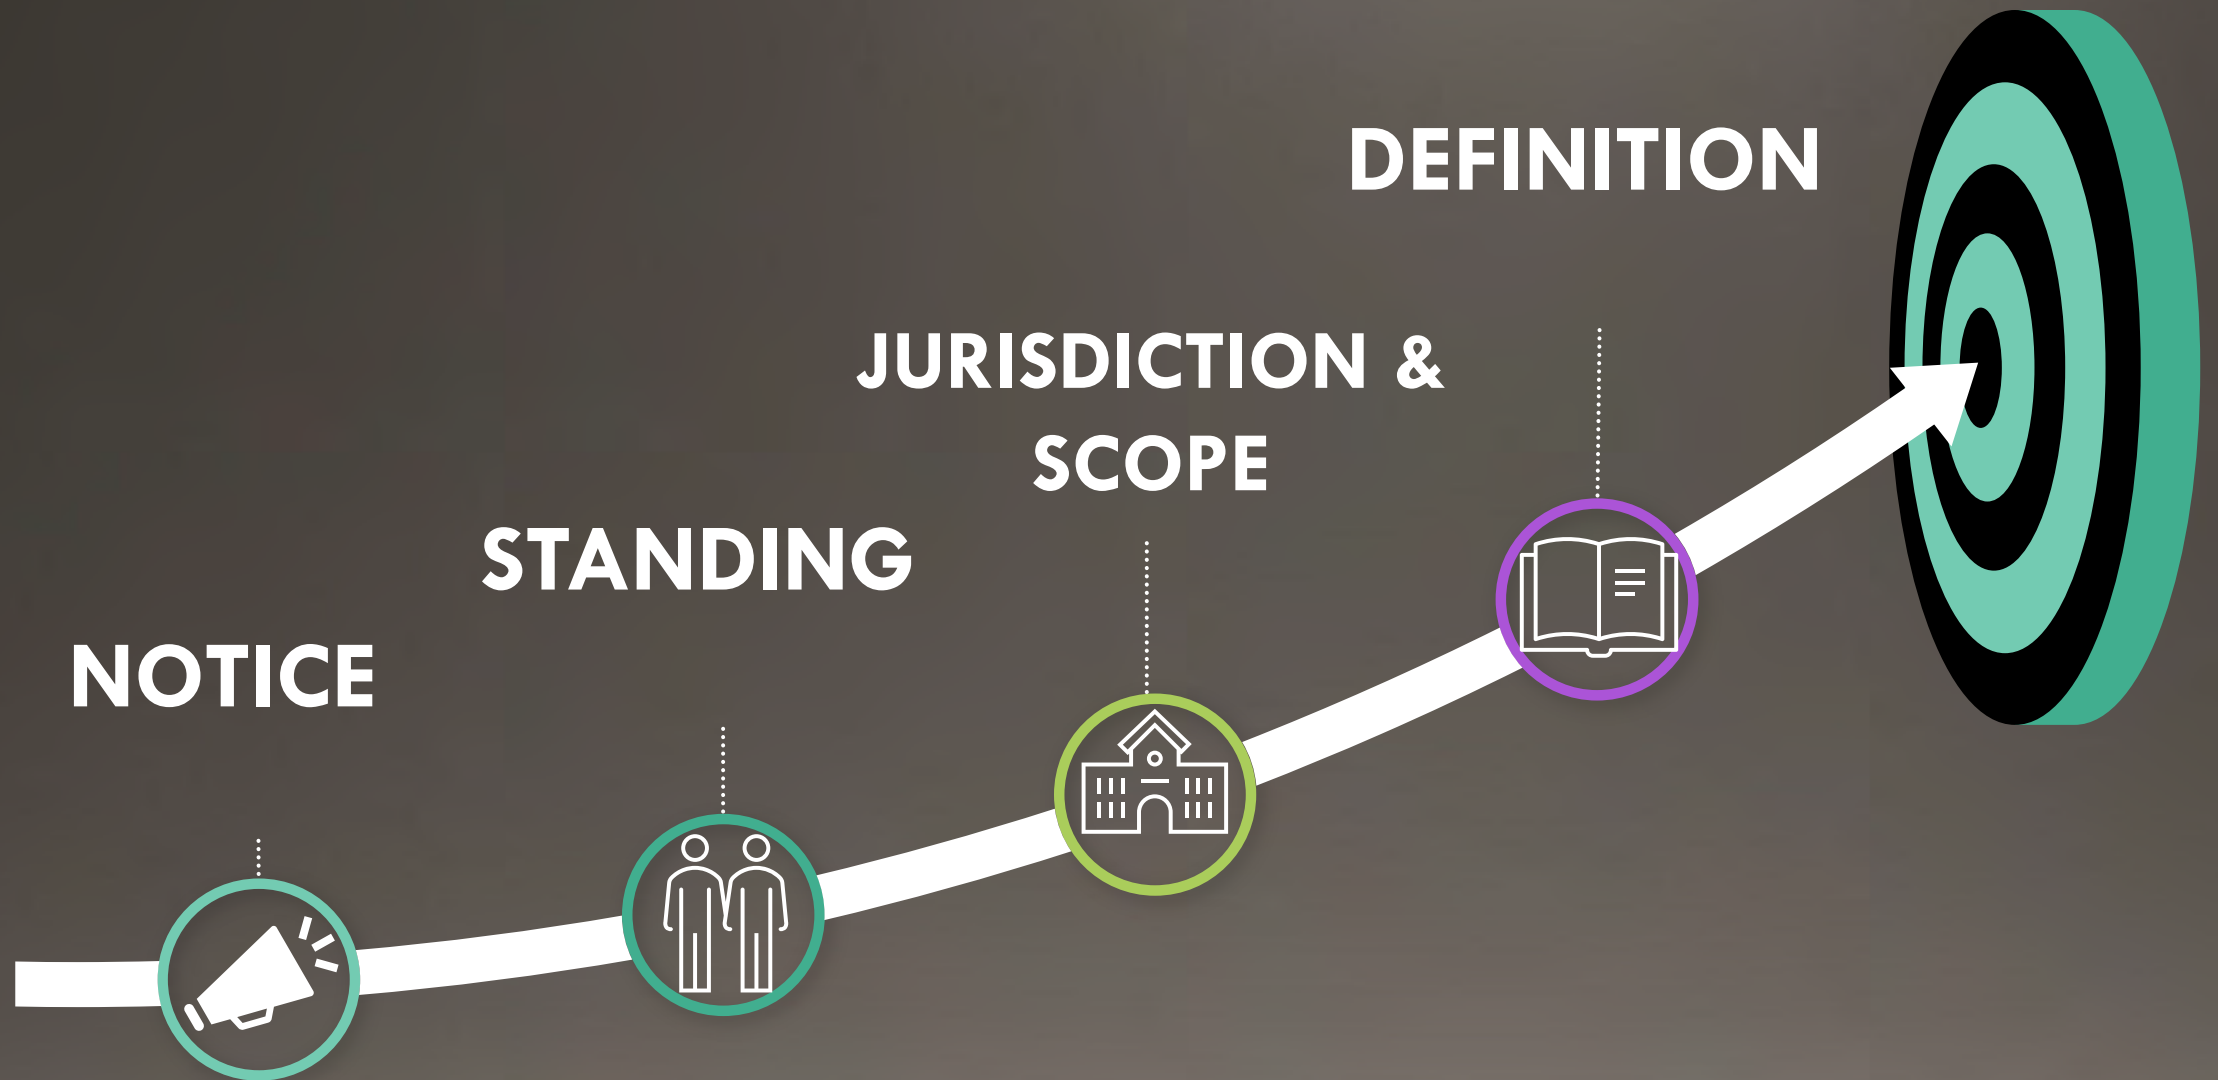 NOTICE
STANDING
JURISDICTION &
SCOPE
DEFINITION